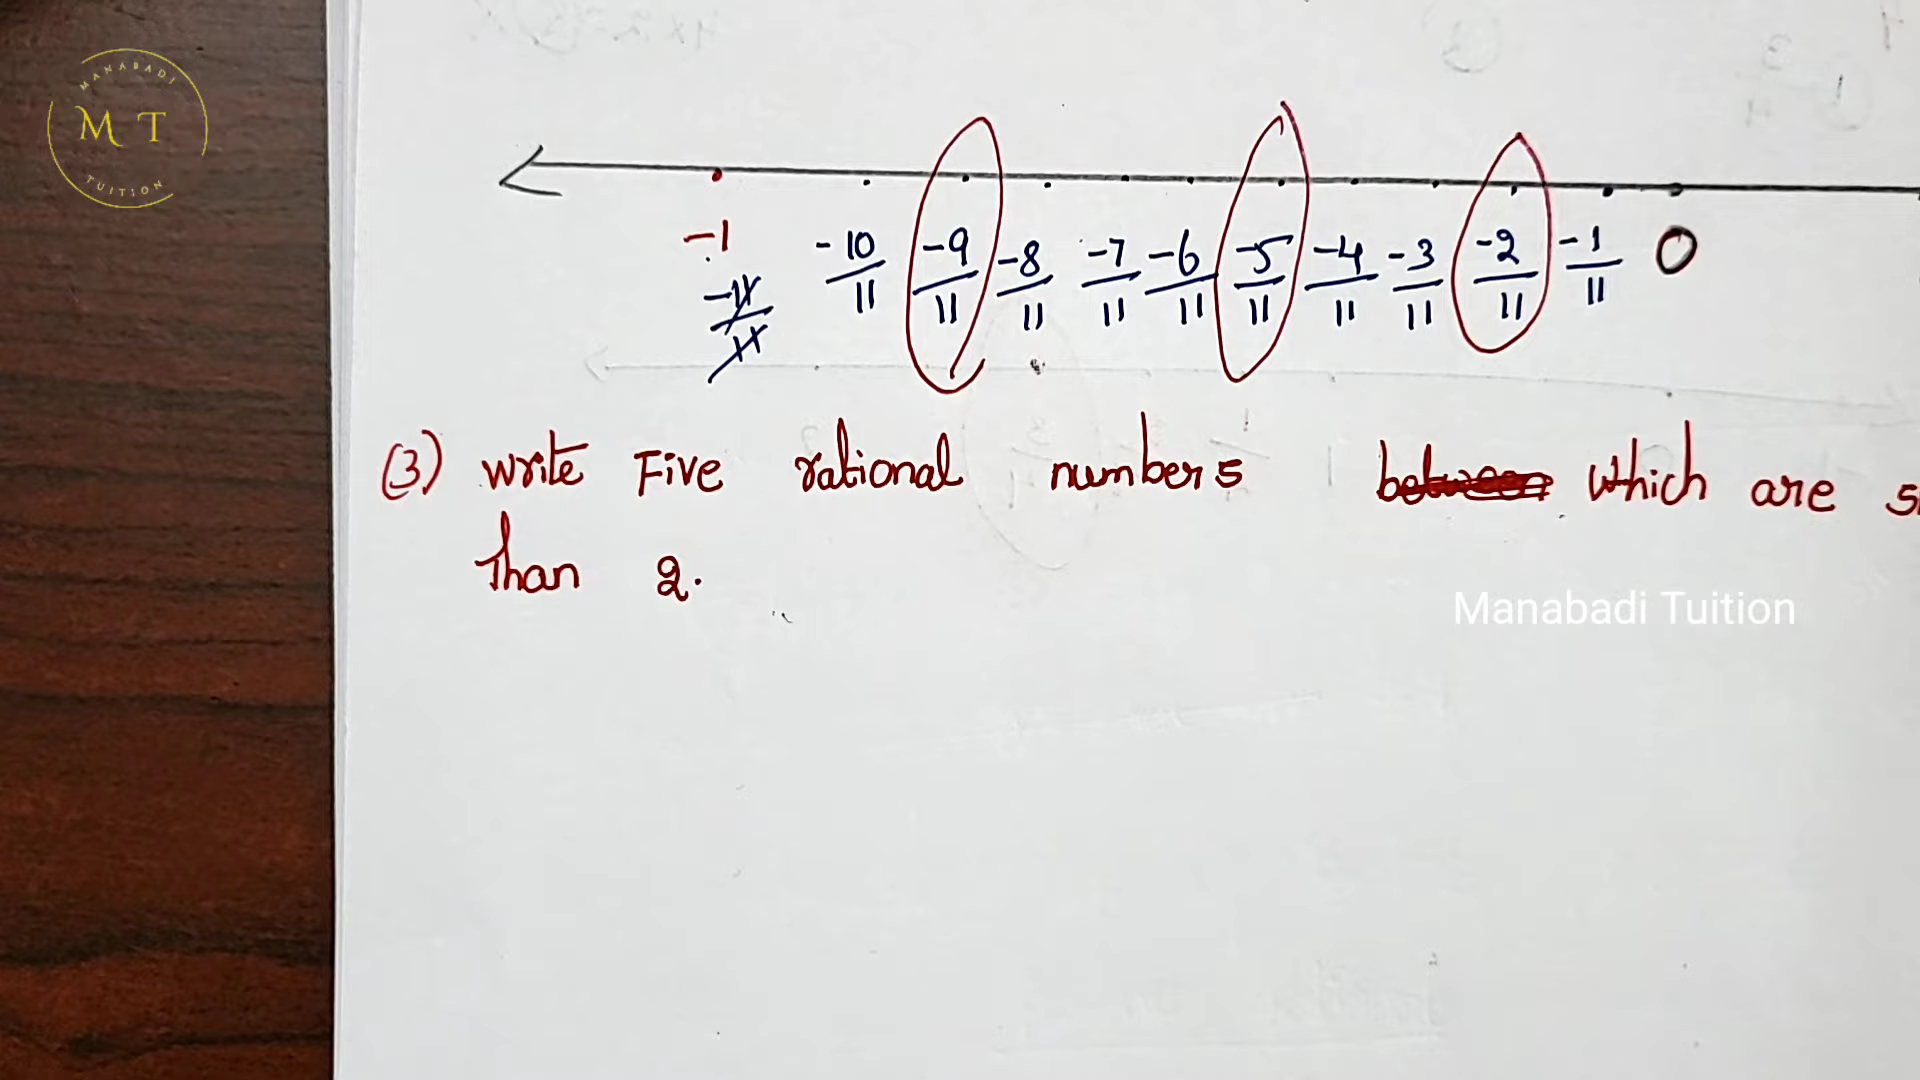 MANABADI
M T
TUITION
-1 -10/11 -9/11 -8/11 -7/11 -6/11 -5/11 -4/11 -3/11 -2/11 -1/11 0
-11/11
(3) Write Five rational numbers between which are
than 2.
Manabadi Tuition